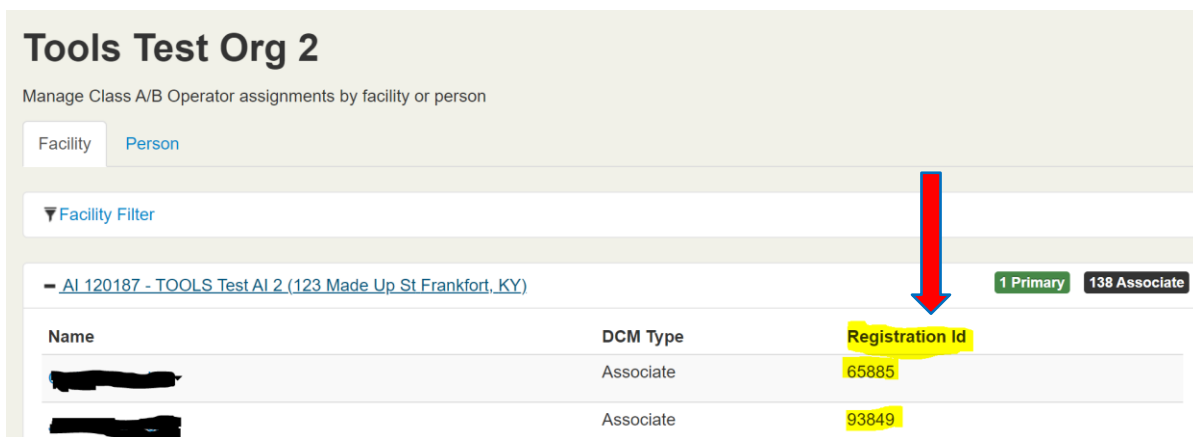 Tools Test Org 2
Manage Class A/B Operator assignments by facility or person
Facility Person
Facility Filter
AI 120187 - TOOLS Test AI 2 (123 Made Up St Frankfort, KY) 1 Primary 138 Associate
Name DCM Type Registration Id
Associate 65885
Associate 93849